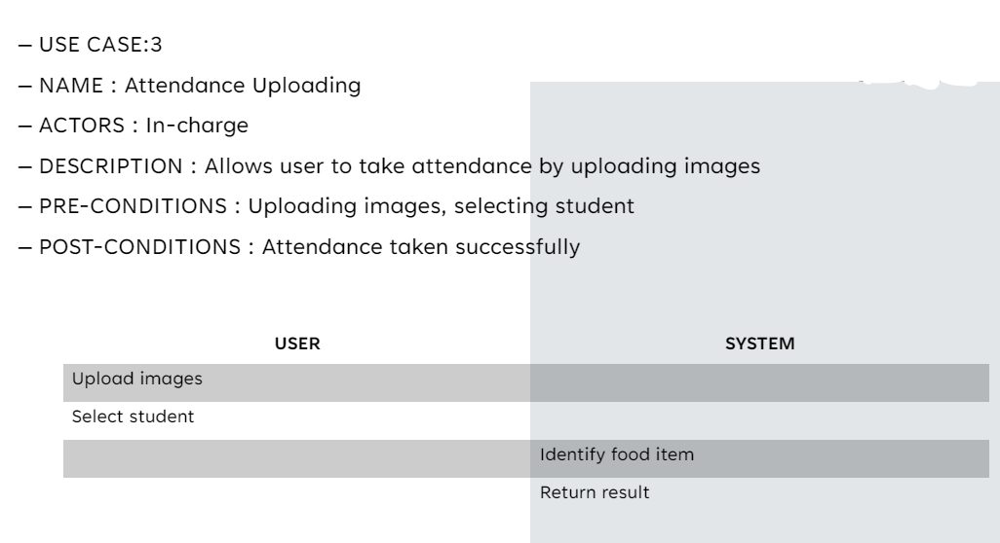 – USE CASE:3
– NAME : Attendance Uploading
– ACTORS : In-charge
– DESCRIPTION : Allows user to take attendance by uploading images
– PRE-CONDITIONS : Uploading images, selecting student
– POST-CONDITIONS : Attendance taken successfully
USER SYSTEM
Upload images
Select student
Identify food item
Return result